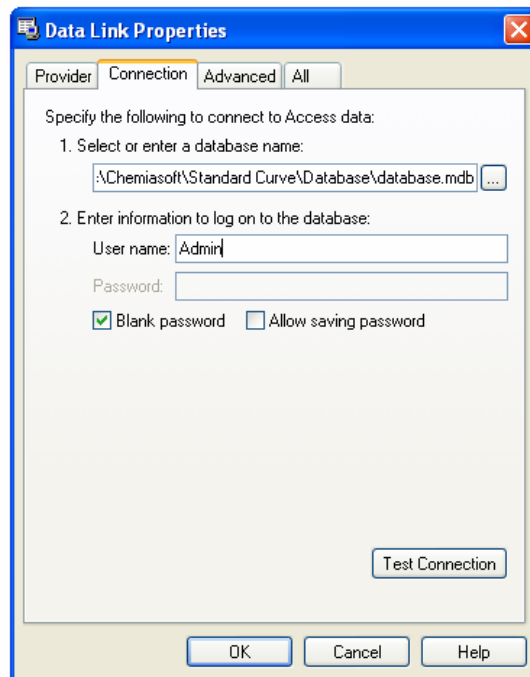 Data Link Properties
Provider Connection Advanced All
Specify the following to connect to Access data:
1. Select or enter a database name:
:\Chemiasoft\Standard Curve\Database\database.mdb ...
2. Enter information to log on to the database:
User name: Admin
Password:
Blank password Allow saving password
Test Connection
OK Cancel Help